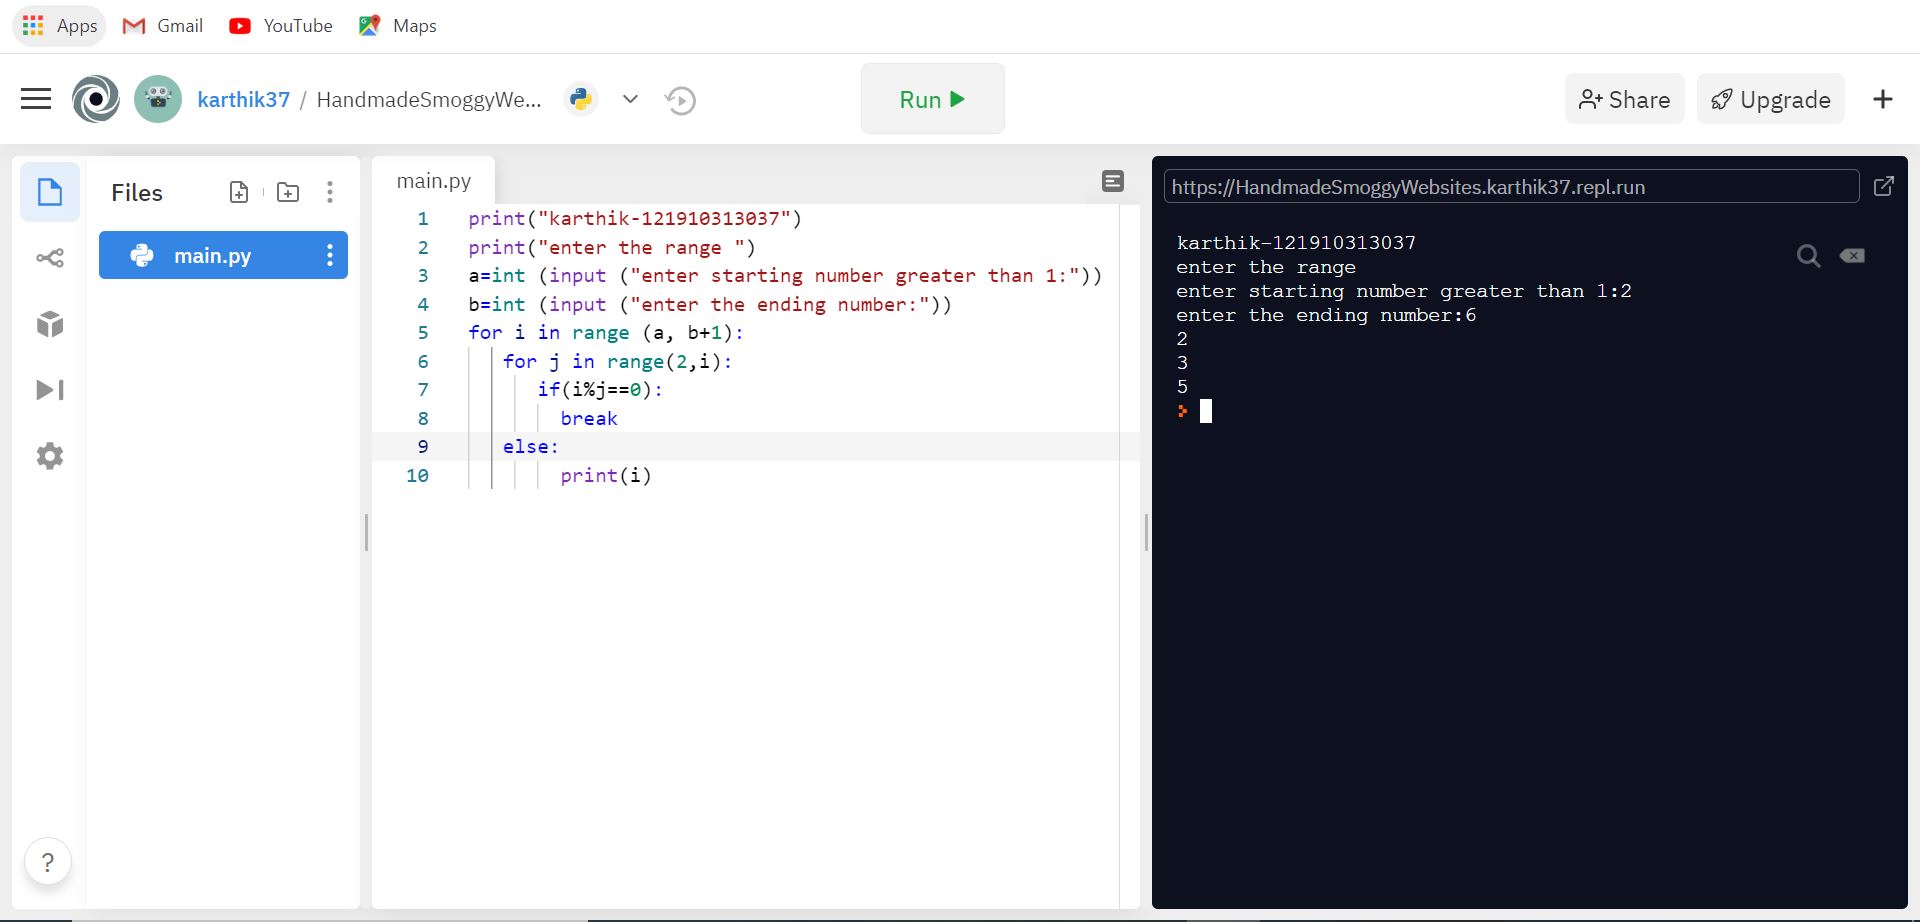 Apps Gmail YouTube Maps
karthik37 / HandmadeSmoggyWe... Run Share Upgrade +
Files
main.py
main.py
1 print("karthik-121910313037")
2 print("enter the range ")
3 a=int (input ("enter starting number greater than 1:"))
4 b=int (input ("enter the ending number:"))
5 for i in range (a, b+1):
6    for j in range(2,i):
7       if(i%j==0):
8         break
9    else:
10         print(i)
https://HandmadeSmoggyWebsites.karthik37.repl.run
karthik-121910313037
enter the range
enter starting number greater than 1:2
enter the ending number:6
2
3
5
?